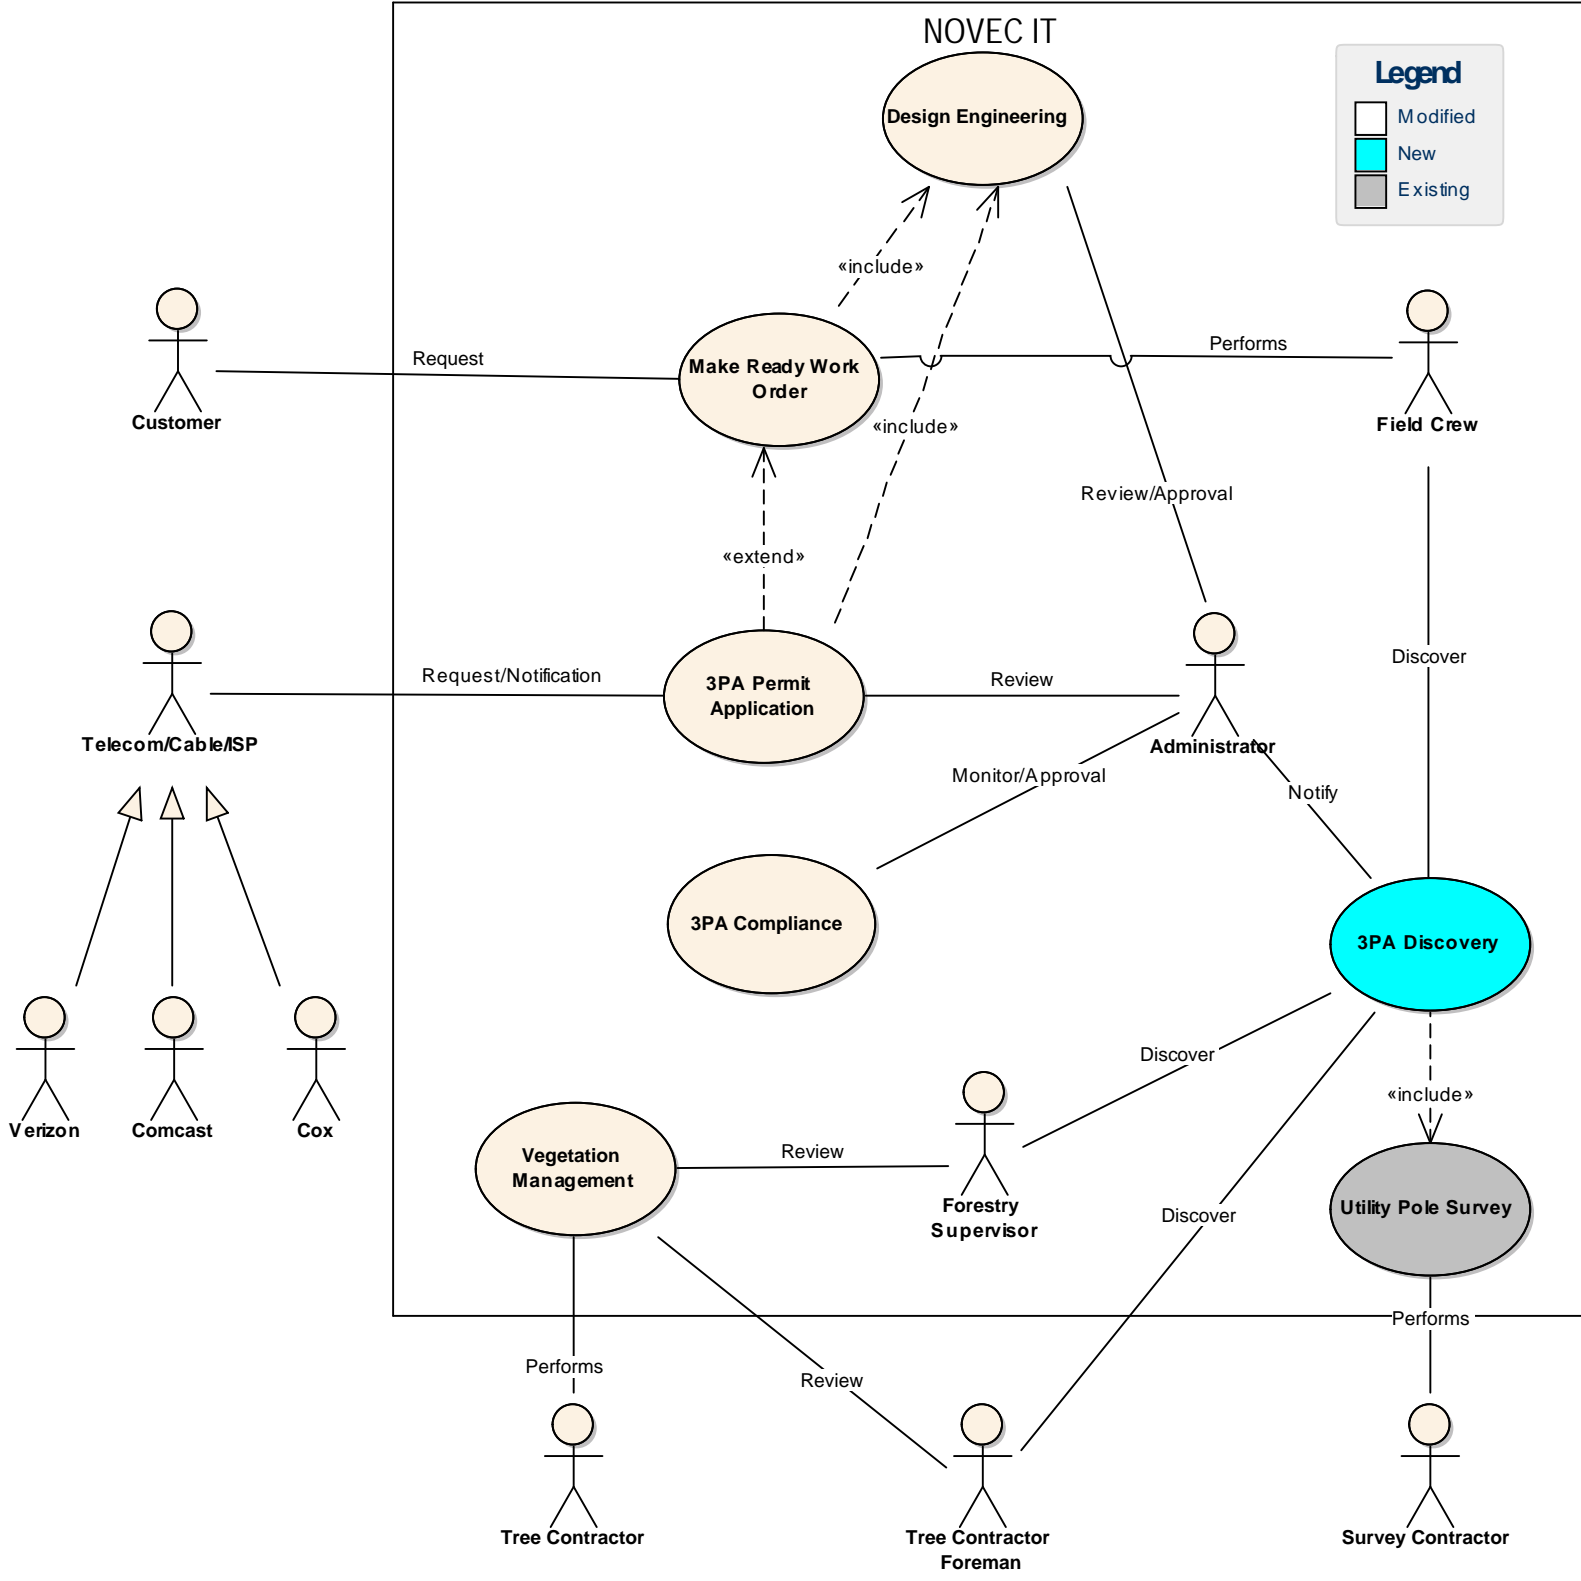 NOVEC IT
Legend
Modified
New
Existing
Design Engineering
«include»
Customer
Request
Make Ready Work
Order
Performs
Field Crew
«include»
Review/Approval
«extend»
Discover
Telecom/Cable/ISP
Request/Notification
3PA Permit
Application
Review
Administrator
Monitor/Approval
Notify
3PA Compliance
3PA Discovery
Verizon
Comcast
Cox
Discover
«include»
Vegetation
Management
Review
Forestry
Supervisor
Discover
Utility Pole Survey
Performs
Performs
Review
Tree Contractor
Tree Contractor
Foreman
Survey Contractor